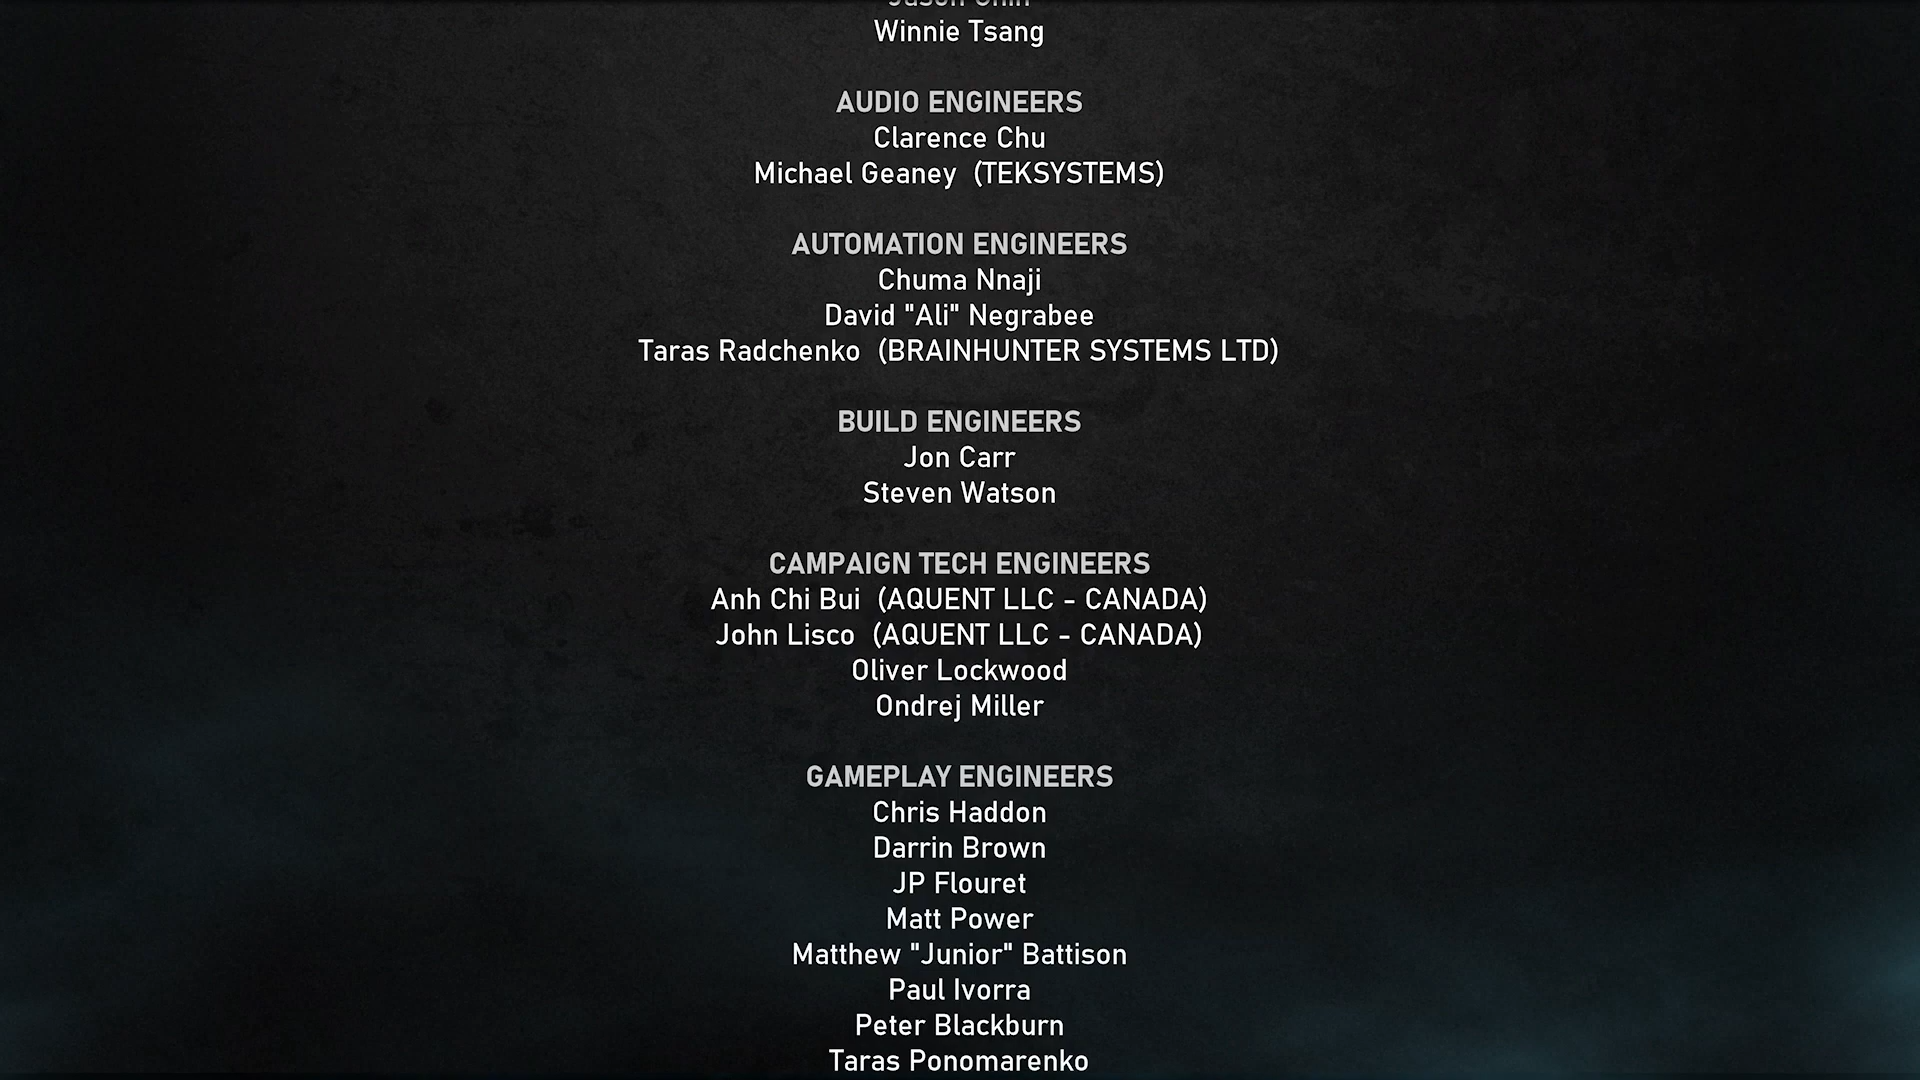 Winnie Tsang
AUDIO ENGINEERS
Clarence Chu
Michael Geaney (TEKSYSTEMS)
AUTOMATION ENGINEERS
Chuma Nnaji
David "Ali" Negrabee
Taras Radchenko (BRAINHUNTER SYSTEMS LTD)
BUILD ENGINEERS
Jon Carr
Steven Watson
CAMPAIGN TECH ENGINEERS
Anh Chi Bui (AQUENT LLC - CANADA)
John Lisco (AQUENT LLC - CANADA)
Oliver Lockwood
Ondrej Miller
GAMEPLAY ENGINEERS
Chris Haddon
Darrin Brown
JP Flouret
Matt Power
Matthew "Junior" Battison
Paul Ivorra
Peter Blackburn
Taras Ponomarenko